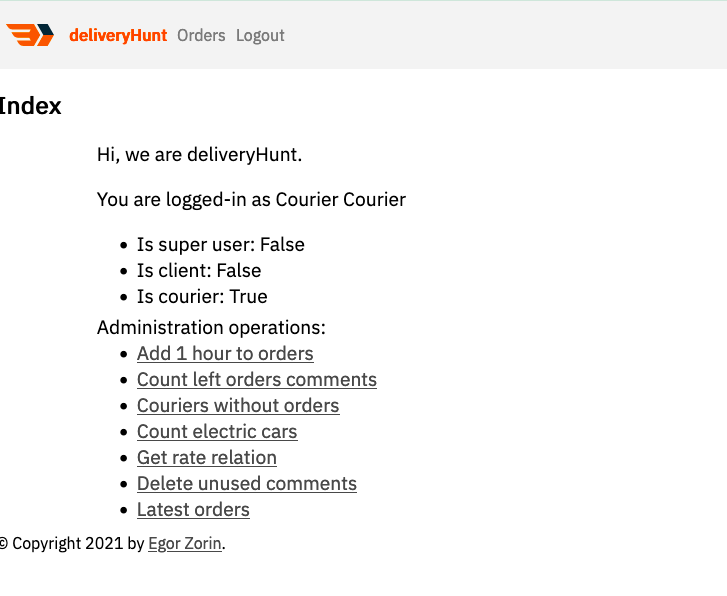 deliveryHunt Orders Logout
Index
Hi, we are deliveryHunt.
You are logged-in as Courier Courier
• Is super user: False
• Is client: False
• Is courier: True
Administration operations:
• Add 1 hour to orders
• Count left orders comments
• Couriers without orders
• Count electric cars
• Get rate relation
• Delete unused comments
• Latest orders
© Copyright 2021 by Egor Zorin.